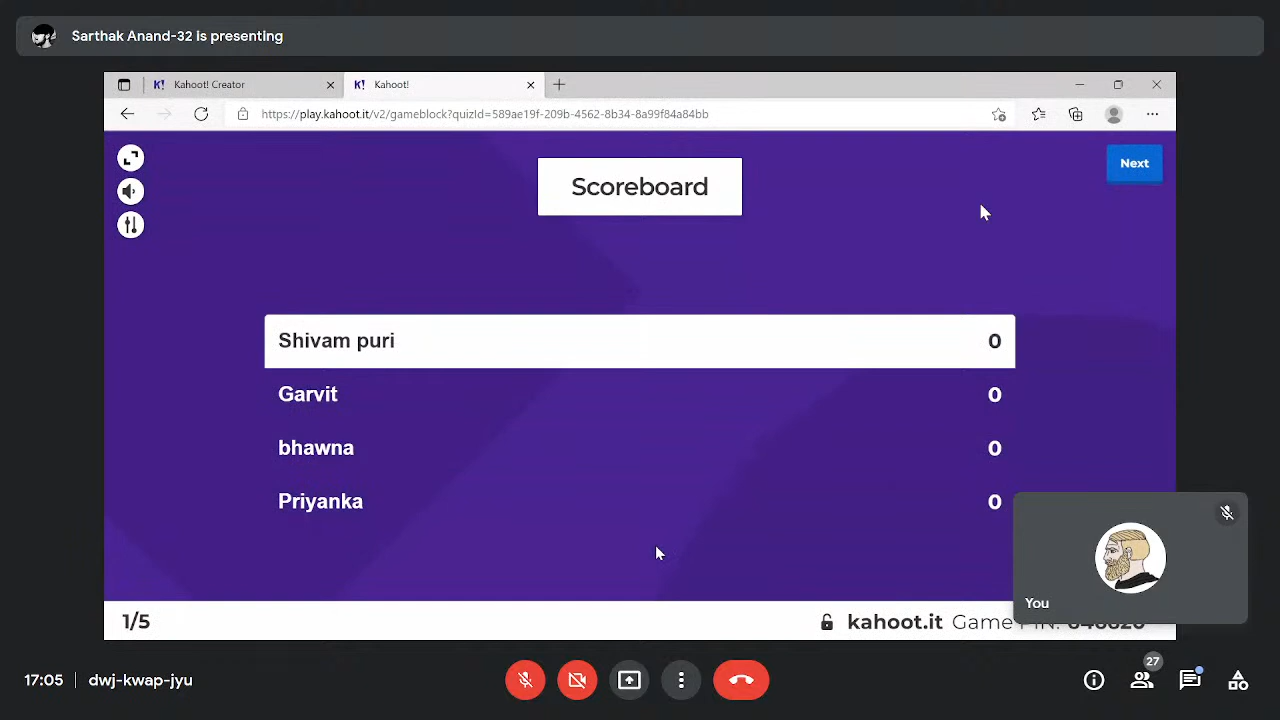 Sarthak Anand-32 is presenting
K! Kahoot! Creator
K! Kahoot!
https://play.kahoot.it/v2/gameblock?quizId=589ae19f-209b-4562-8b34-8a99f84a84bb
Scoreboard
Next
Shivam puri 0
Garvit 0
bhawna 0
Priyanka 0
You
1/5
kahoot.it Game PIN:
17:05 dwj-kwap-jyu
27